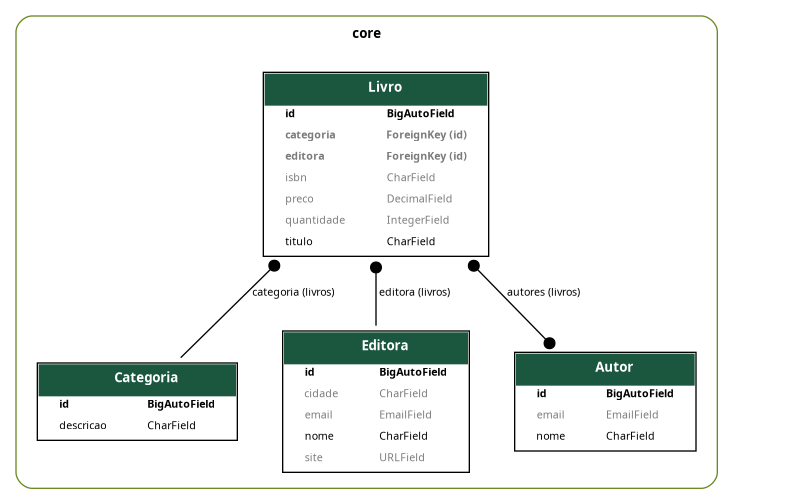 core
Livro
id BigAutoField
categoria ForeignKey (id)
editora ForeignKey (id)
isbn CharField
preco DecimalField
quantidade IntegerField
titulo CharField
categoria (livros)
editora (livros)
autores (livros)
Categoria
id BigAutoField
descricao CharField
Editora
id BigAutoField
cidade CharField
email EmailField
nome CharField
site URLField
Autor
id BigAutoField
email EmailField
nome CharField